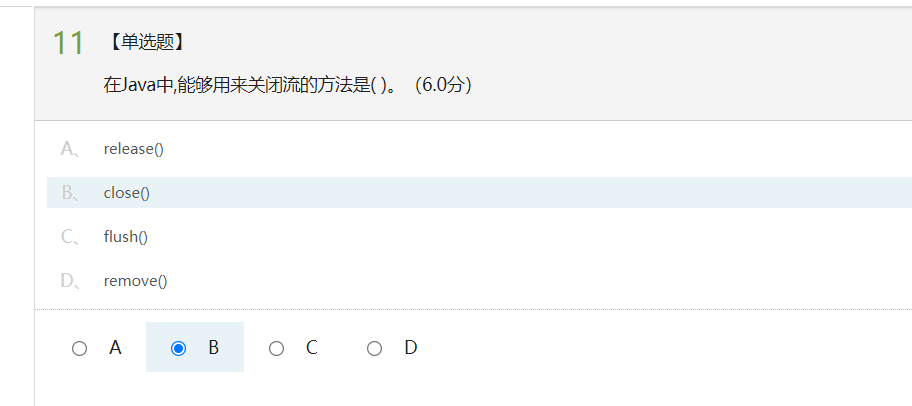 11 【单选题】
在Java中,能够用来关闭流的方法是( )。（6.0分）
A、 release()
B、 close()
C、 flush()
D、 remove()
A B C D